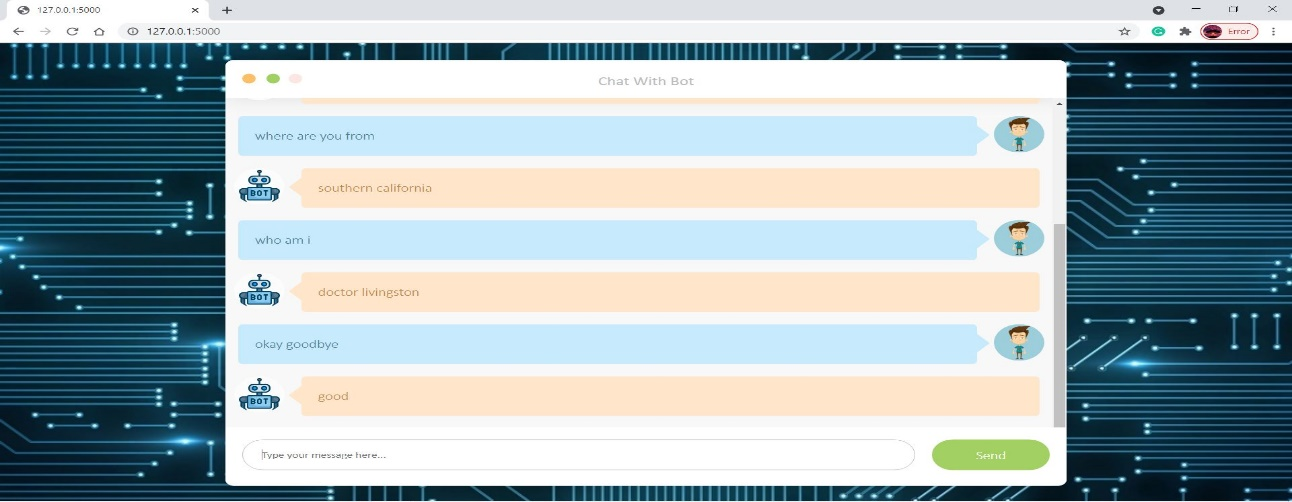 127.0.0.1:5000
127.0.0.1:5000
Error
Chat With Bot
where are you from
BOT
southern california
who am i
BOT
doctor livingston
okay goodbye
BOT
good
Type your message here...
Send